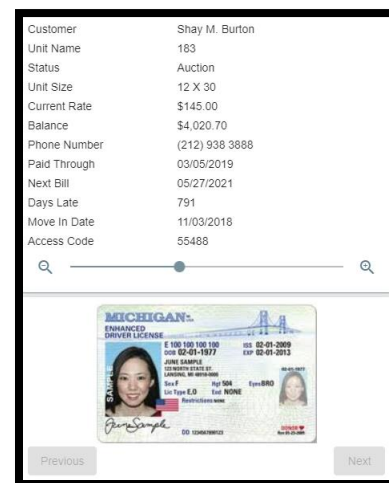 Customer Shay M. Burton
Unit Name 183
Status Auction
Unit Size 12 X 30
Current Rate $145.00
Balance $4,020.70
Phone Number (212) 938 3888
Paid Through 03/05/2019
Next Bill 05/27/2021
Days Late 791
Move In Date 11/03/2018
Access Code 55488
MICHIGAN
ENHANCED
DRIVER LICENSE
E 100 100 100 100 ISS 02-01-2009
DOB 02-01-1977 EXP 02-01-2013
JUNE SAMPLE
123 NORTH STATE ST.
LANSING, MI
Sex F Hgt 504 Eyes BRO
Lic Type E,O End NONE
Restrictions NONE
SAMPLE
June Sample
DD
DONOR
Previous Next